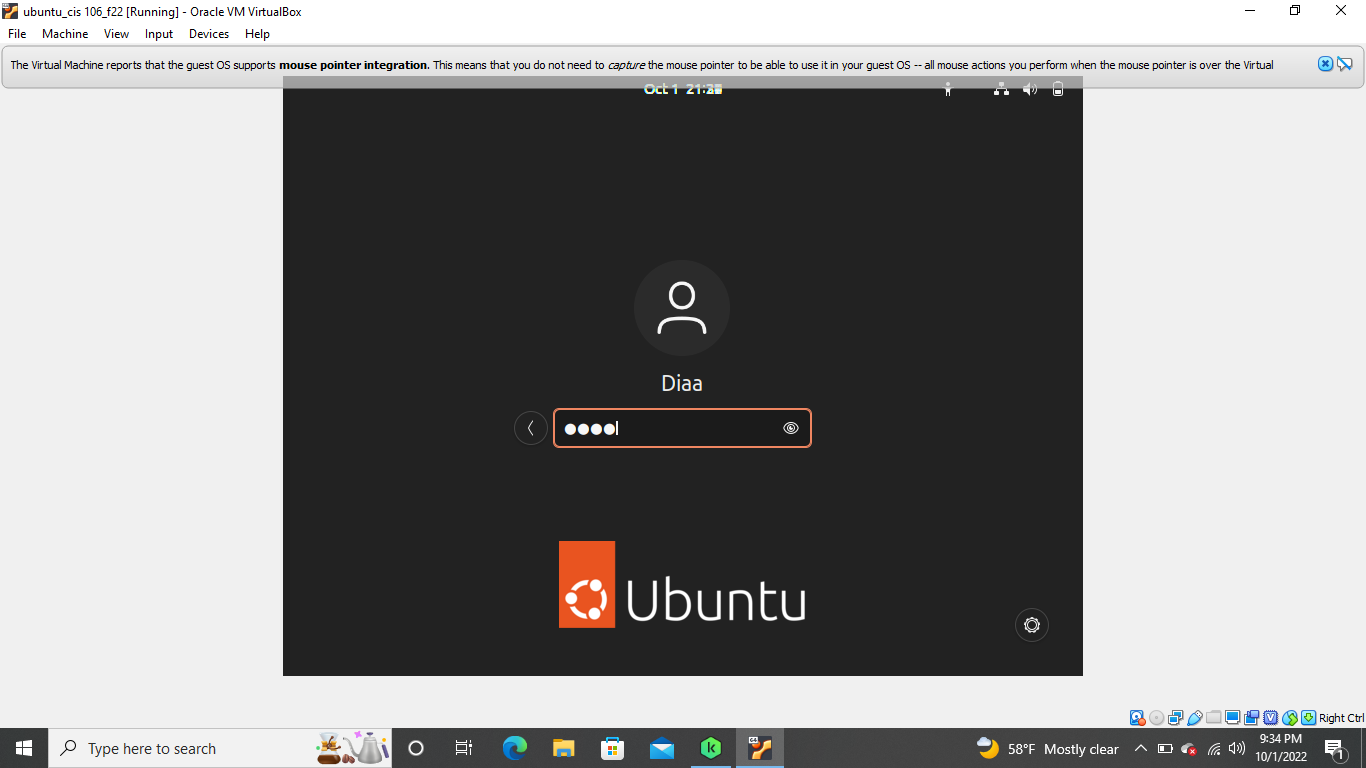 ubuntu_cis 106_f22 [Running] - Oracle VM VirtualBox
File Machine View Input Devices Help
The Virtual Machine reports that the guest OS supports mouse pointer integration. This means that you do not need to capture the mouse pointer to be able to use it in your guest OS -- all mouse actions you perform when the mouse pointer is over the Virtual
Oct 1
Diaa
Ubuntu
Right Ctrl
Type here to search
58°F Mostly clear
9:34 PM
10/1/2022
1